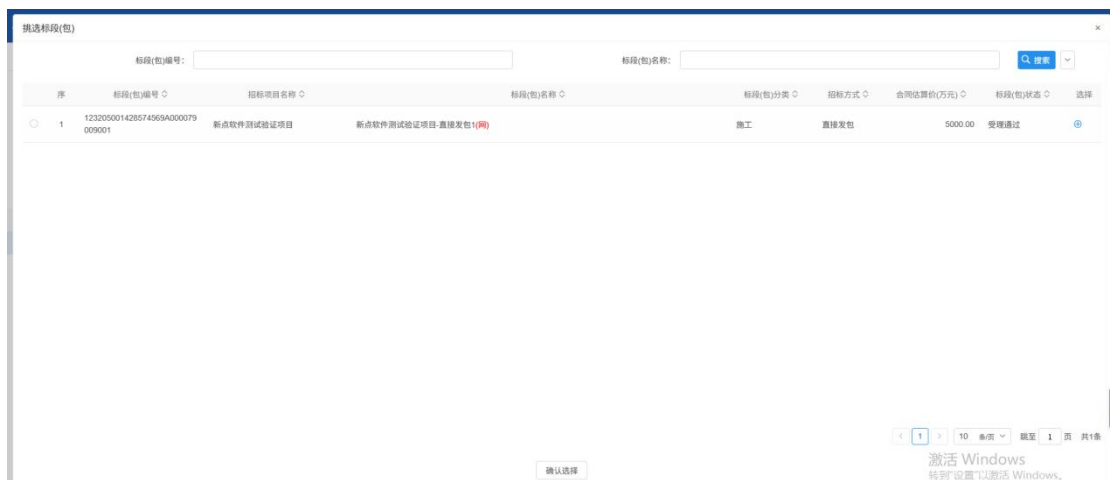 挑选标段(包)
×
标段(包)编号：
标段(包)名称：
搜索
序 标段(包)编号 招标项目名称 标段(包)名称 标段(包)分类 招标方式 合同估算价(万元) 标段(包)状态 选择
1 123205001428574569A000079009001 新点软件测试验证项目 新点软件测试验证项目-直接发包1(网) 施工 直接发包 5000.00 受理通过
< 1 > 10 条/页 跳至 1 页 共1条
确认选择
激活 Windows
转到"设置"以激活 Windows。